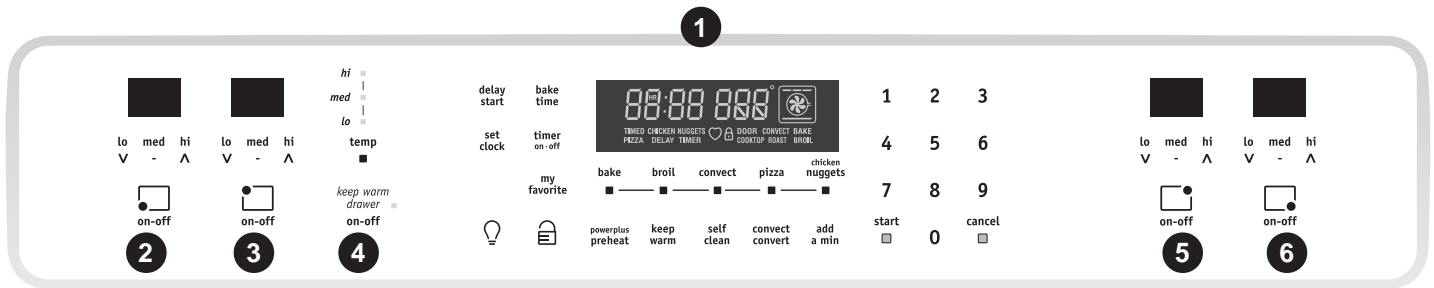 1
lo med hi
∨ - ∧
on-off
2
lo med hi
∨ - ∧
on-off
3
hi
med
lo
temp
keep warm
drawer
on-off
4
delay
start
bake
time
set
clock
timer
on-off
my
favorite
88:88 888°
HR
TIMED CHICKEN NUGGETS DOOR CONVECT BAKE
PIZZA DELAY TIMER COOKTOP ROAST BROIL
bake broil convect pizza chicken
nuggets
powerplus
preheat
keep
warm
self
clean
convect
convert
add
a min
1 2 3
4 5 6
7 8 9
start 0 cancel
lo med hi
∨ - ∧
on-off
5
lo med hi
∨ - ∧
on-off
6